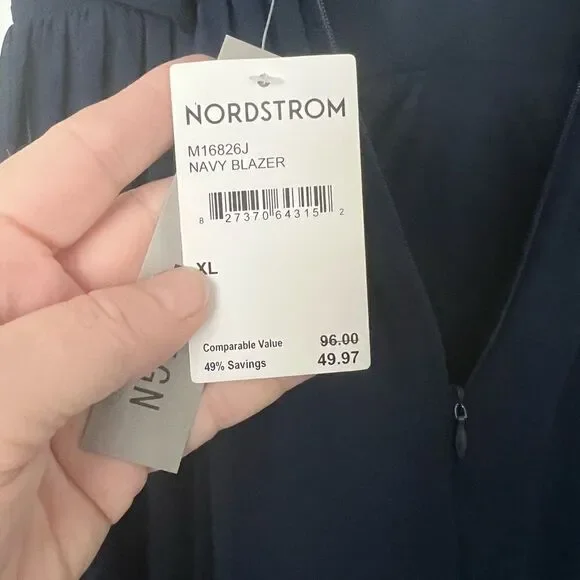 NORDSTROM
M16826J
NAVY BLAZER
8 27370 64315 2
XL
Comparable Value 96.00
49% Savings 49.97